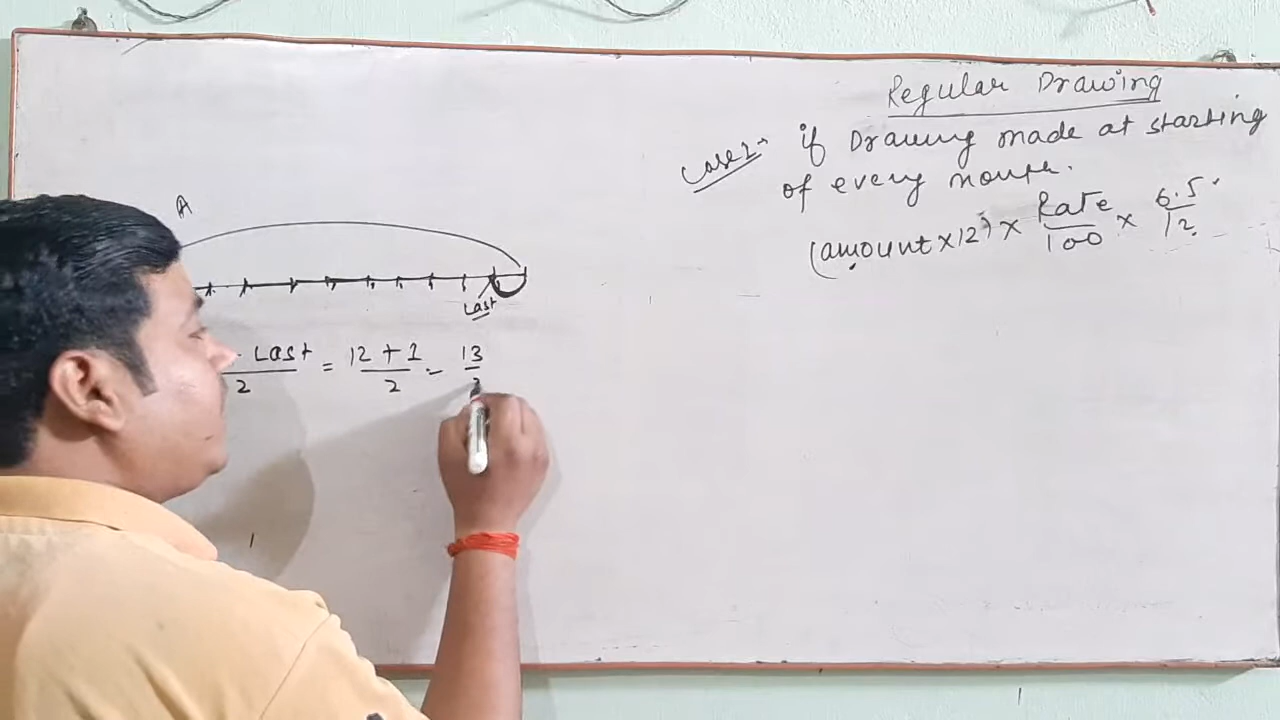 Regular Drawing
Case 1 if Drawing made at starting
of every month.
(amount x 12) x Rate/100 x 6.5/12
A
Last
Last/2 = 12 + 1/2 = 13/2